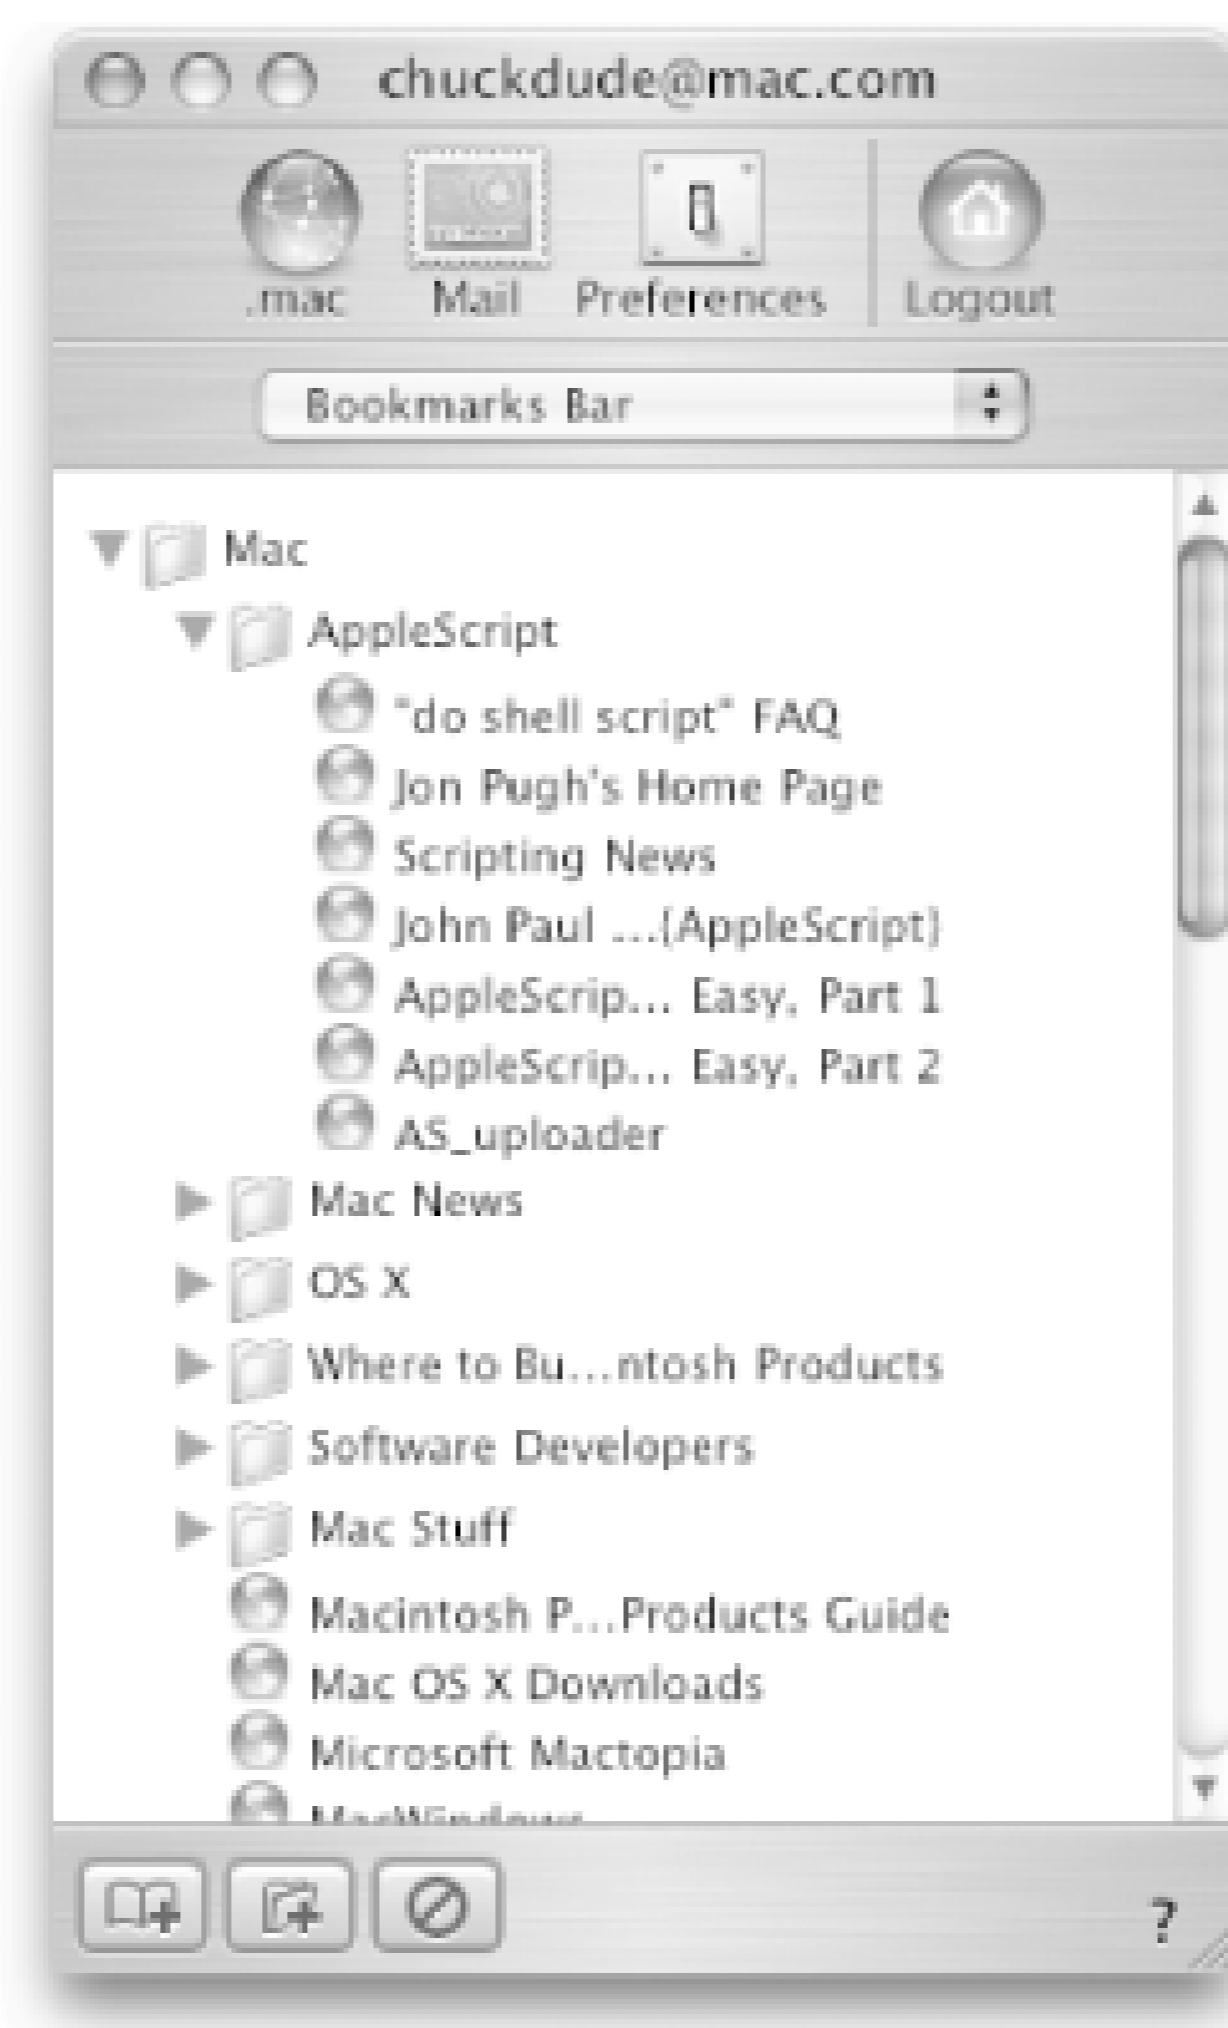 chuckdude@mac.com
.mac Mail Preferences Logout
Bookmarks Bar
Mac
AppleScript
"do shell script" FAQ
Jon Pugh's Home Page
Scripting News
John Paul ...(AppleScript)
AppleScrip... Easy, Part 1
AppleScrip... Easy, Part 2
AS_uploader
Mac News
OS X
Where to Bu...ntosh Products
Software Developers
Mac Stuff
Macintosh P...Products Guide
Mac OS X Downloads
Microsoft Mactopia
MacWindows
?